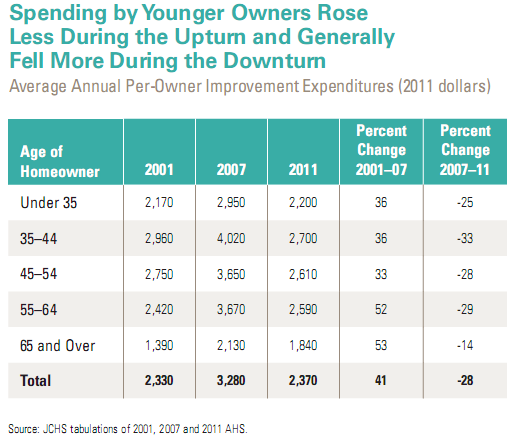 Spending by Younger Owners Rose
Less During the Upturn and Generally
Fell More During the Downturn
Average Annual Per-Owner Improvement Expenditures (2011 dollars)
Age of Homeowner 2001 2007 2011 Percent Change 2001–07 Percent Change 2007–11
Under 35 2,170 2,950 2,200 36 -25
35–44 2,960 4,020 2,700 36 -33
45–54 2,750 3,650 2,610 33 -28
55–64 2,420 3,670 2,590 52 -29
65 and Over 1,390 2,130 1,840 53 -14
Total 2,330 3,280 2,370 41 -28
Source: JCHS tabulations of 2001, 2007 and 2011 AHS.